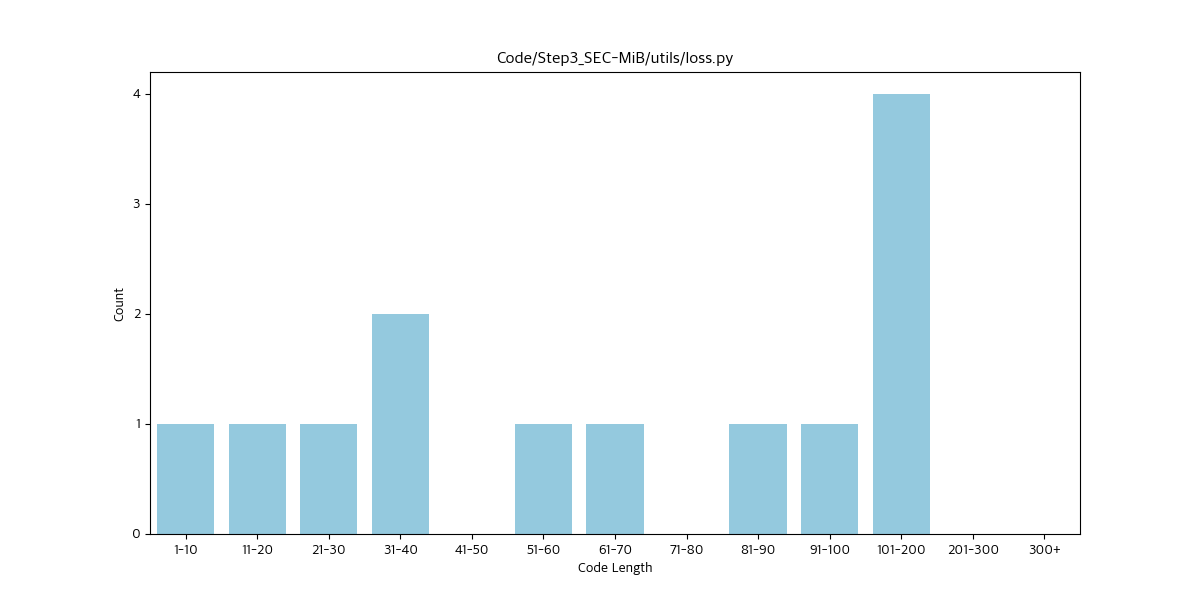 Code/Step3_SEC-MiB/utils/loss.py
Count
4
3
2
1
0
1-10 11-20 21-30 31-40 41-50 51-60 61-70 71-80 81-90 91-100 101-200 201-300 300+
Code Length